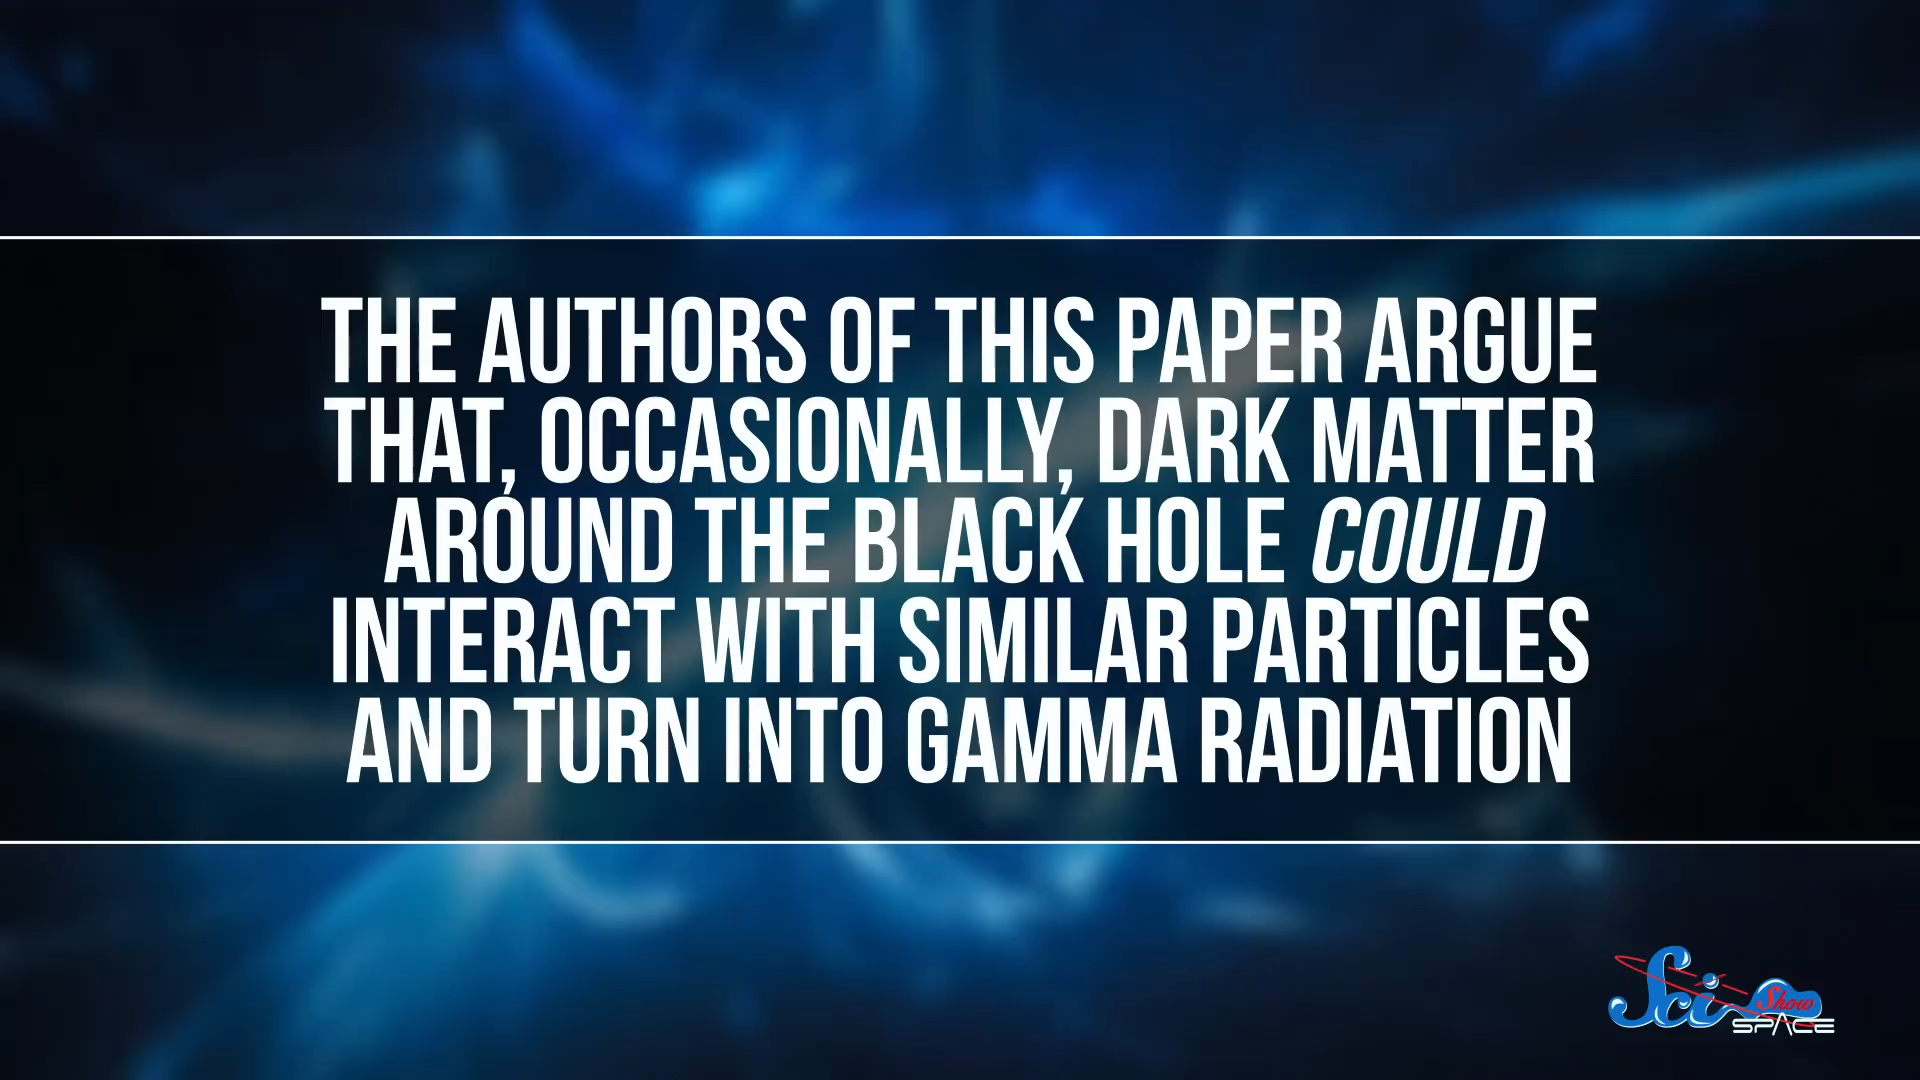 THE AUTHORS OF THIS PAPER ARGUE
THAT, OCCASIONALLY, DARK MATTER
AROUND THE BLACK HOLE COULD
INTERACT WITH SIMILAR PARTICLES
AND TURN INTO GAMMA RADIATION
Sci Show
SPACE